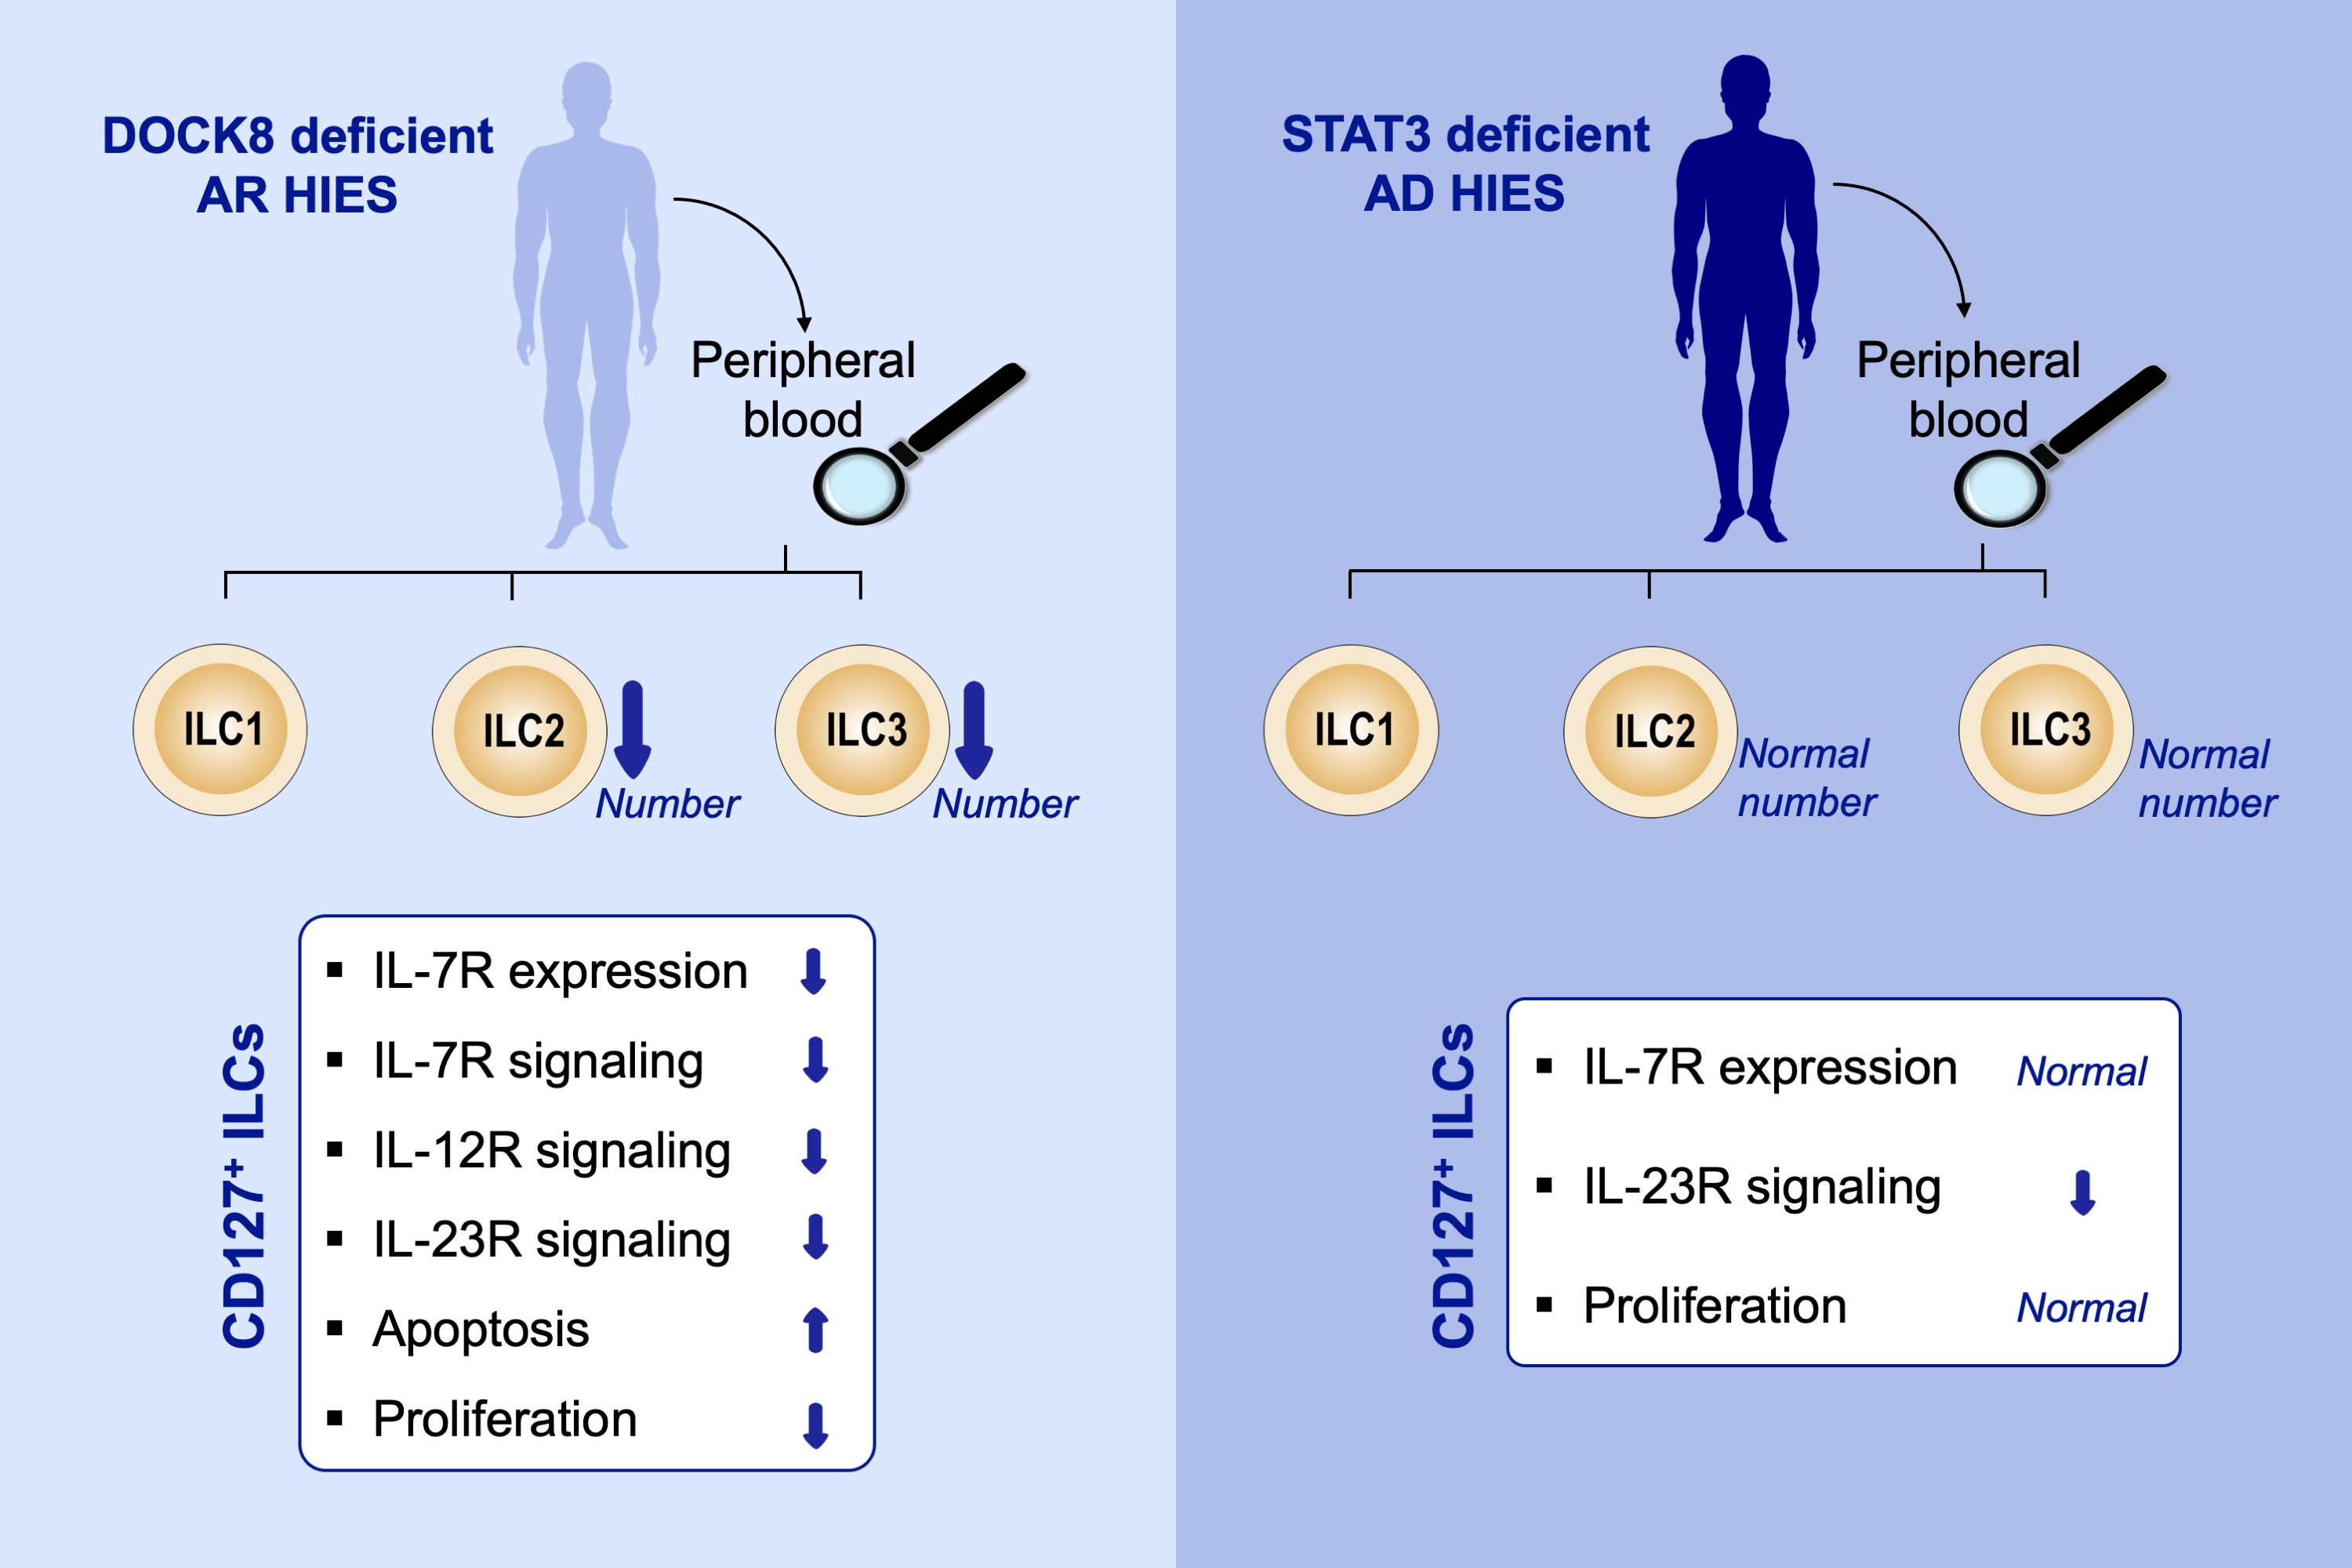 DOCK8 deficient
AR HIES
Peripheral
blood
ILC1
ILC2
Number
ILC3
Number
CD127⁺ ILCs
▪ IL-7R expression
▪ IL-7R signaling
▪ IL-12R signaling
▪ IL-23R signaling
▪ Apoptosis
▪ Proliferation
STAT3 deficient
AD HIES
Peripheral
blood
ILC1
ILC2
Normal
number
ILC3
Normal
number
CD127⁺ ILCs
▪ IL-7R expression Normal
▪ IL-23R signaling
▪ Proliferation Normal